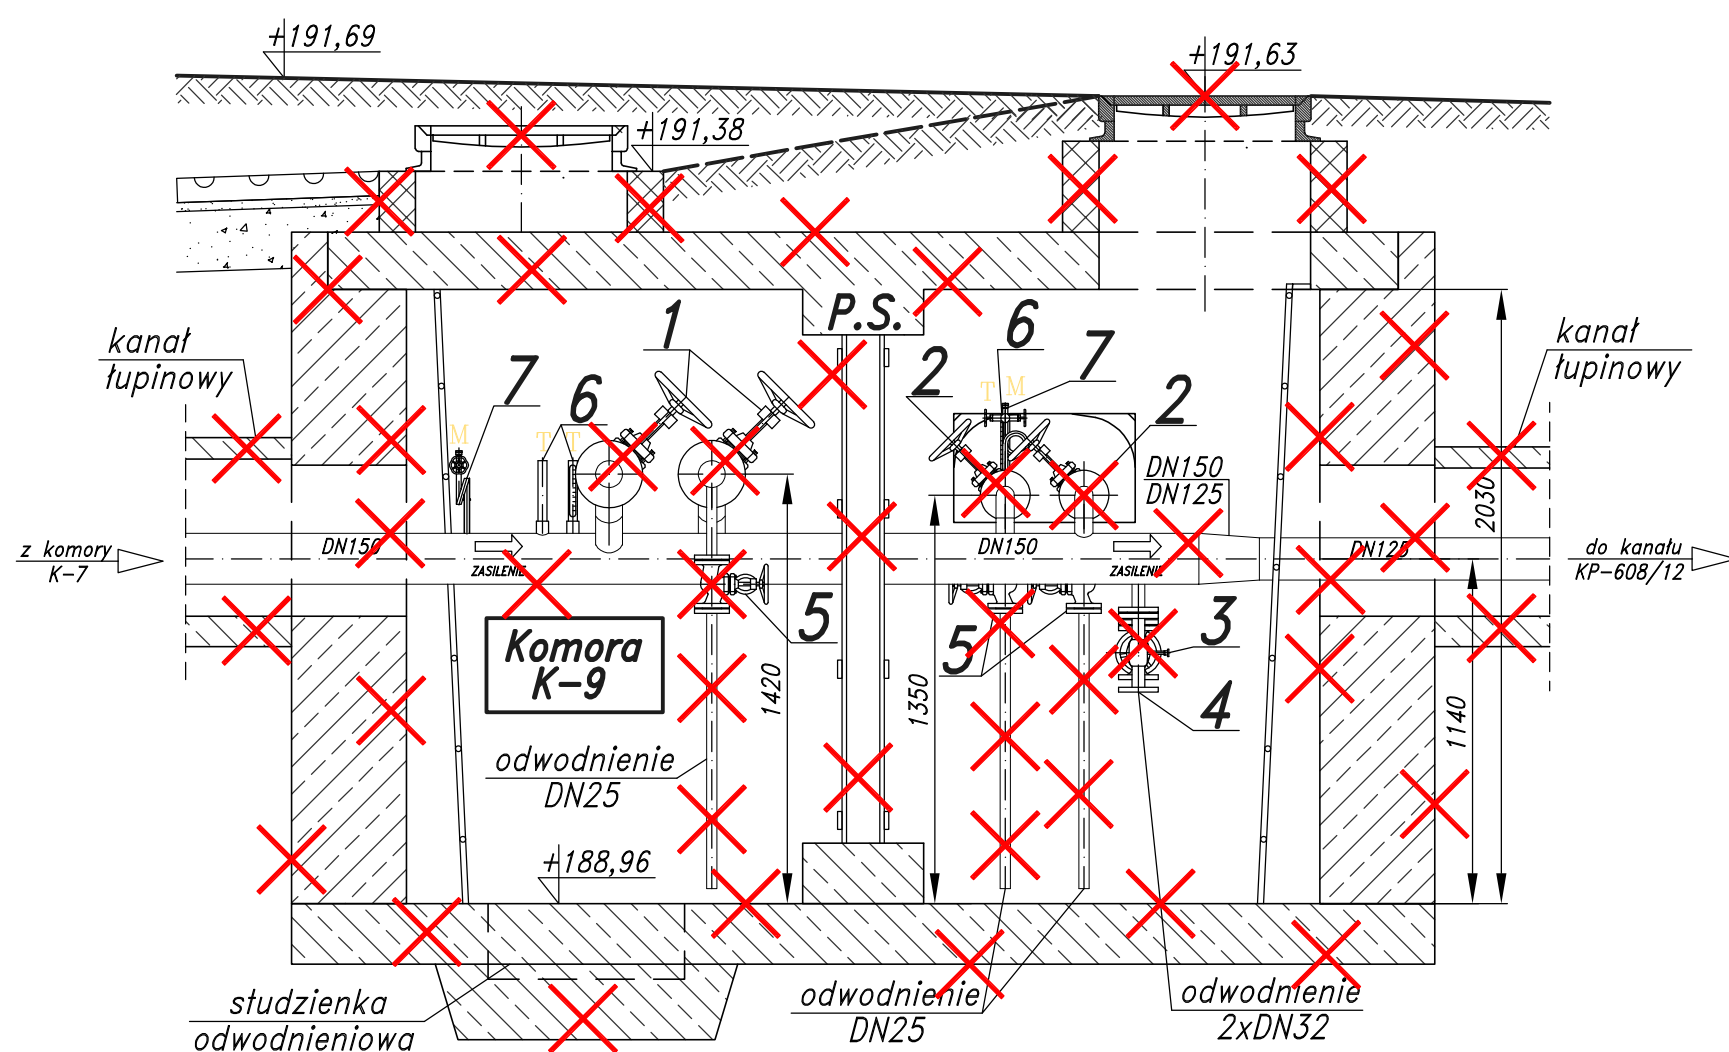 +191,69
+191,63
+191,38
P.S.
1
6
kanał
łupinowy
7
6
2
7
2
kanał
łupinowy
M
T
T
T
M
DN150
DN125
2030
z komory
K-7
DN150
ZASILENIE
DN150
ZASILENIE
DN125
do kanału
KP-608/12
5
5
3
4
Komora
K-9
1420
1350
1140
odwodnienie
DN25
+188,96
studzienka
odwodnieniowa
odwodnienie
DN25
odwodnienie
2xDN32